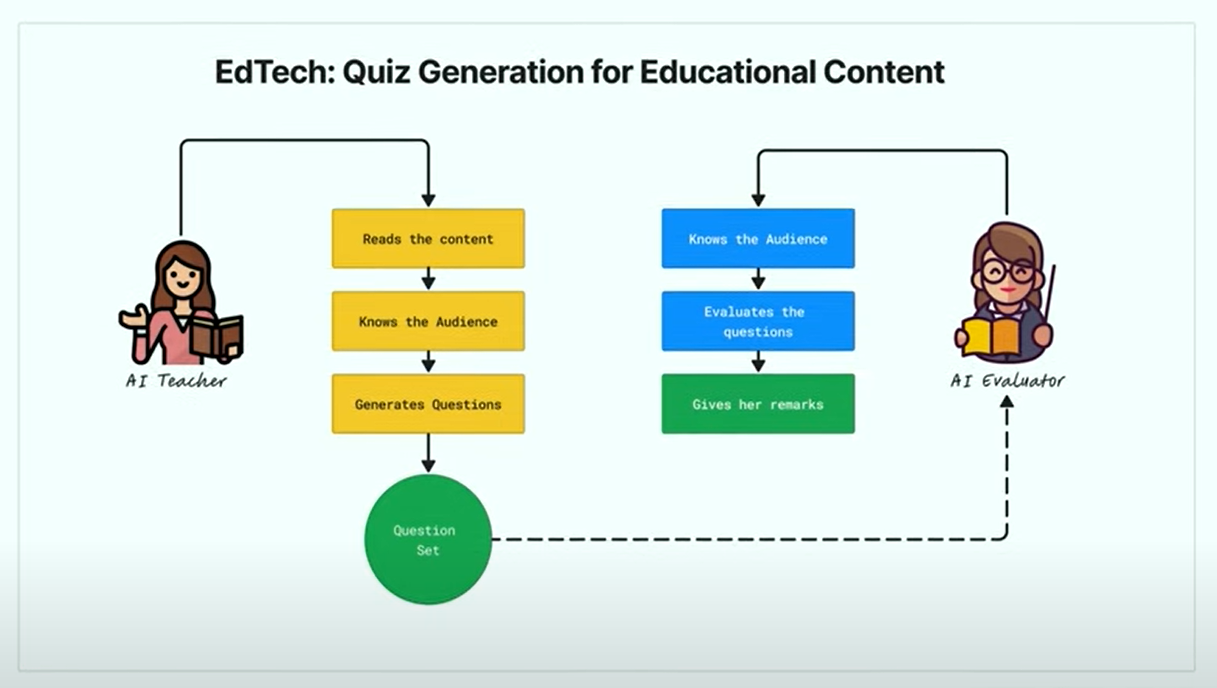 EdTech: Quiz Generation for Educational Content
Reads the content
Knows the Audience
Generates Questions
Question
Set
AI Teacher
Knows the Audience
Evaluates the
questions
Gives her remarks
AI Evaluator